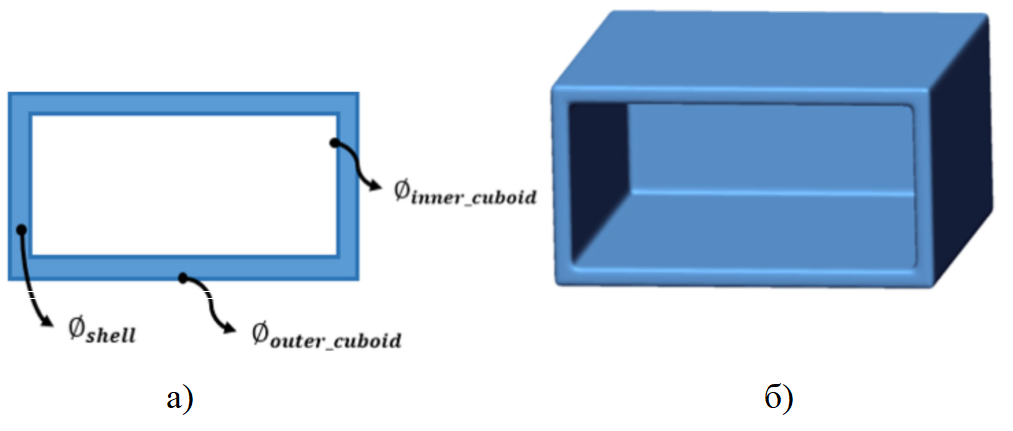 ∅inner_cuboid
∅shell
∅outer_cuboid
а)
б)